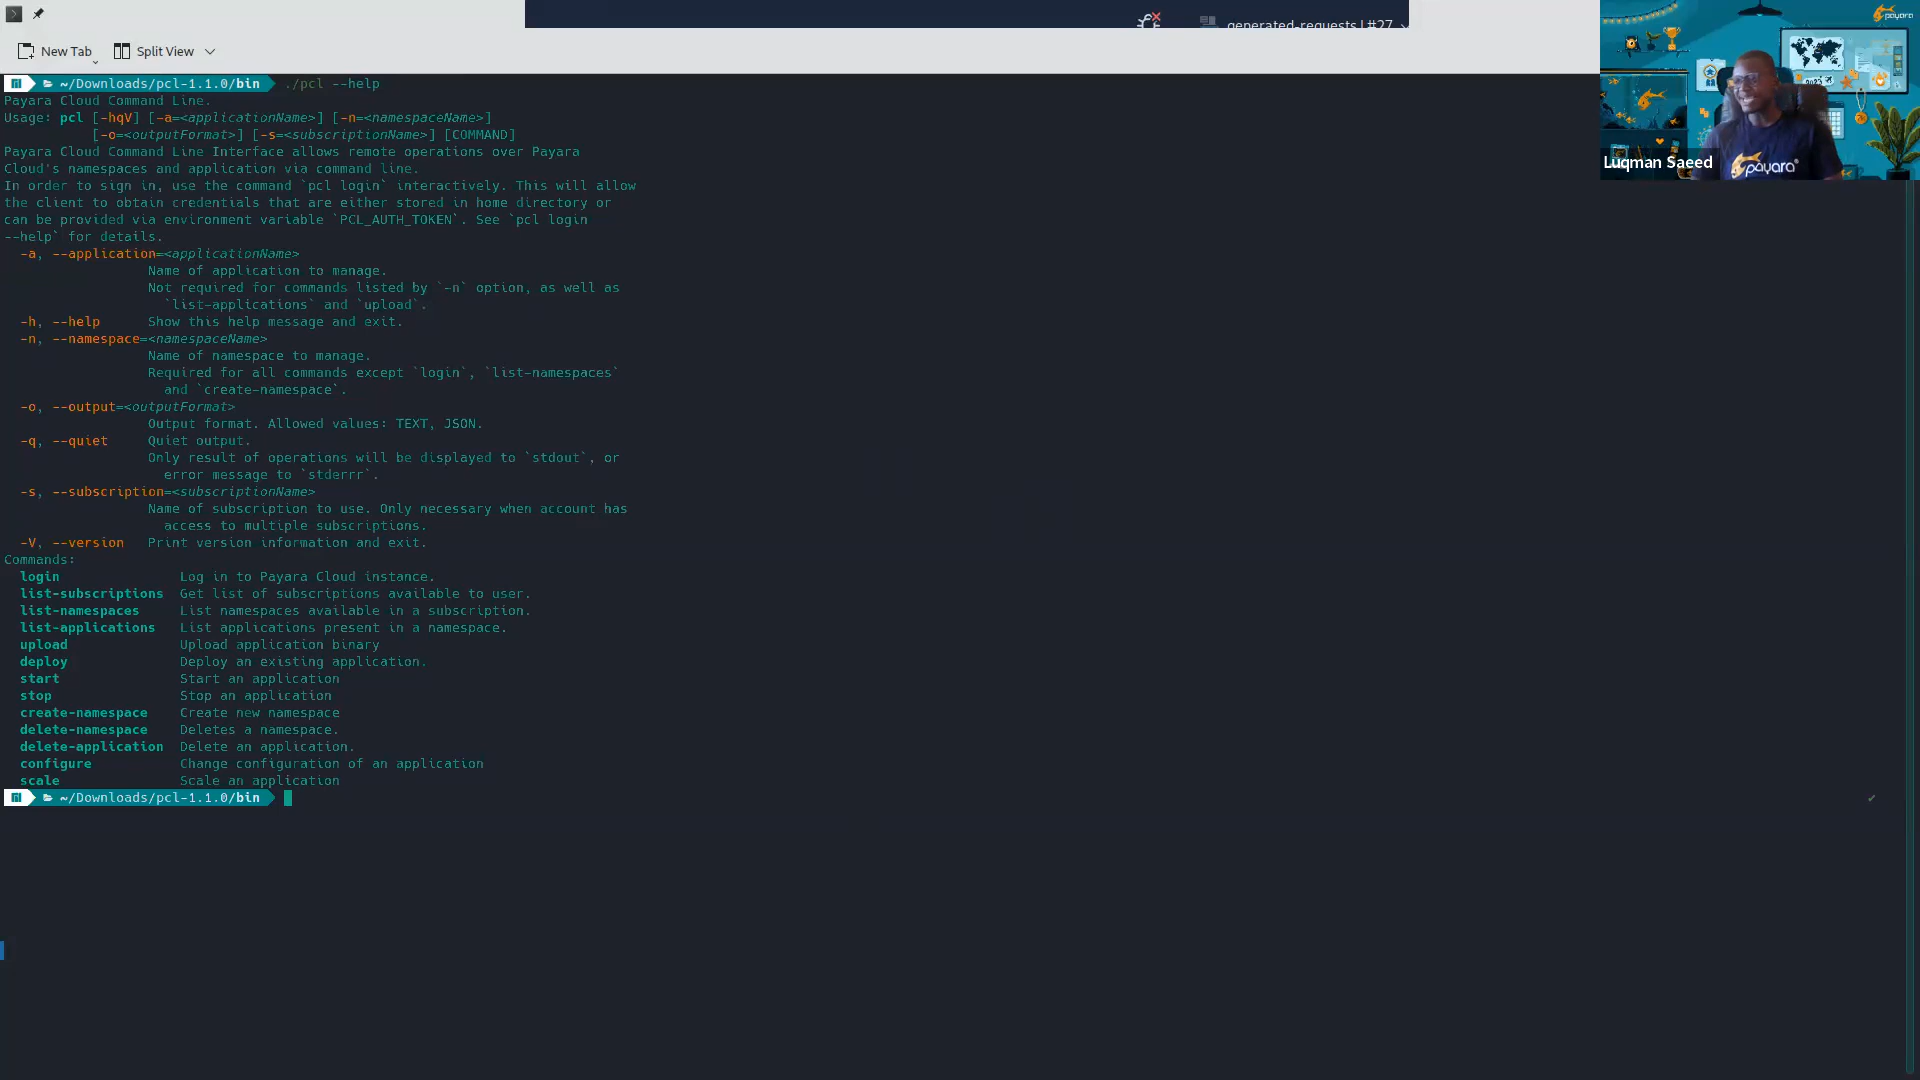 generated-requests | #27
New Tab
Split View
payara
~/Downloads/pcl-1.1.0/bin ./pcl --help
Payara Cloud Command Line.
Usage: pcl [-hqV] [-a=<applicationName>] [-n=<namespaceName>]
[-o=<outputFormat>] [-s=<subscriptionName>] [COMMAND]
Payara Cloud Command Line Interface allows remote operations over Payara
Cloud's namespaces and application via command line.
In order to sign in, use the command `pcl login` interactively. This will allow
the client to obtain credentials that are either stored in home directory or
can be provided via environment variable `PCL_AUTH_TOKEN`. See `pcl login
--help` for details.
-a, --application=<applicationName>
Name of application to manage.
Not required for commands listed by `-n` option, as well as
`list-applications` and `upload`.
-h, --help Show this help message and exit.
-n, --namespace=<namespaceName>
Name of namespace to manage.
Required for all commands except `login`, `list-namespaces`
and `create-namespace`.
-o, --output=<outputFormat>
Output format. Allowed values: TEXT, JSON.
-q, --quiet Quiet output.
Only result of operations will be displayed to `stdout`, or
error message to `stderrr`.
-s, --subscription=<subscriptionName>
Name of subscription to use. Only necessary when account has
access to multiple subscriptions.
-V, --version Print version information and exit.
Commands:
login Log in to Payara Cloud instance.
list-subscriptions Get list of subscriptions available to user.
list-namespaces List namespaces available in a subscription.
list-applications List applications present in a namespace.
upload Upload application binary
deploy Deploy an existing application.
start Start an application
stop Stop an application
create-namespace Create new namespace
delete-namespace Deletes a namespace.
delete-application Delete an application.
configure Change configuration of an application
scale Scale an application
~/Downloads/pcl-1.1.0/bin
Luqman Saeed
payara